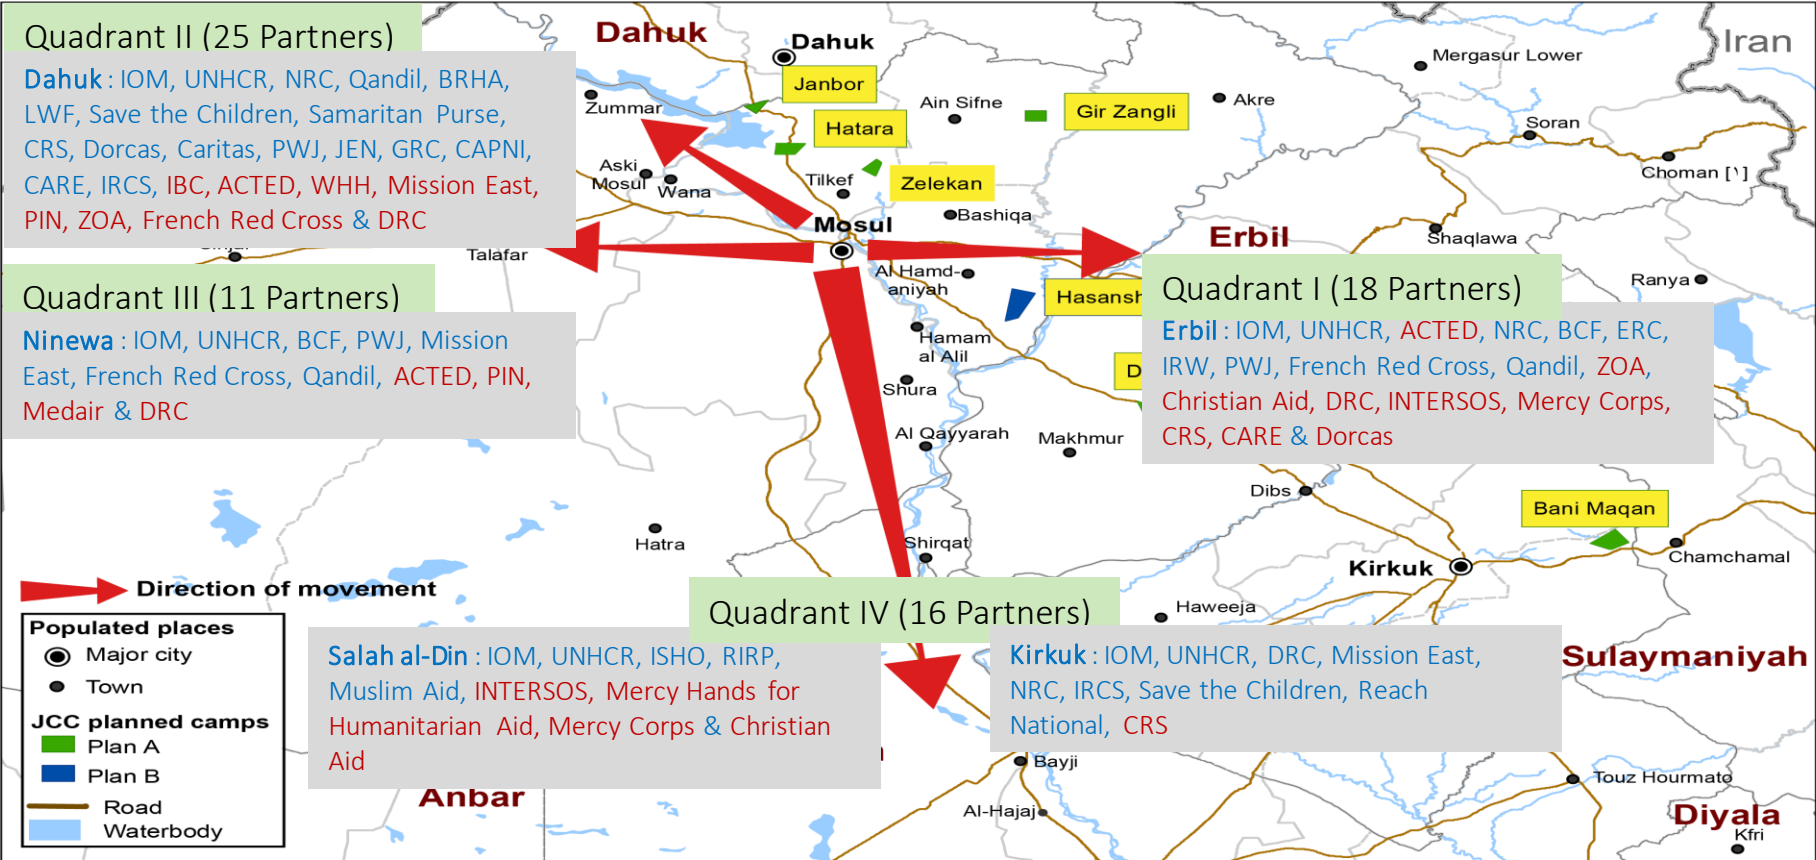 Quadrant II (25 Partners)
Dahuk : IOM, UNHCR, NRC, Qandil, BRHA,
LWF, Save the Children, Samaritan Purse,
CRS, Dorcas, Caritas, PWJ, JEN, GRC, CAPNI,
CARE, IRCS, IBC, ACTED, WHH, Mission East,
PIN, ZOA, French Red Cross & DRC
Dahuk
Dahuk
Janbor
Zummar
Hatara
Ain Sifne
Gir Zangli
Akre
Mergasur Lower
Iran
Soran
Choman [١]
Aski
Mosul
Wana
Tilkef
Zelekan
Bashiqa
Mosul
Erbil
Shaqlawa
Ranya
Talafar
Al Hamd-
aniyah
Hasansh
Quadrant III (11 Partners)
Ninewa : IOM, UNHCR, BCF, PWJ, Mission
East, French Red Cross, Qandil, ACTED, PIN,
Medair & DRC
Quadrant I (18 Partners)
Erbil : IOM, UNHCR, ACTED, NRC, BCF, ERC,
IRW, PWJ, French Red Cross, Qandil, ZOA,
Christian Aid, DRC, INTERSOS, Mercy Corps,
CRS, CARE & Dorcas
Hamam
al Alil
D
Shura
Al Qayyarah
Makhmur
Dibs
Bani Maqan
Hatra
Shirqat
Chamchamal
Kirkuk
Haweeja
Direction of movement
Populated places
Major city
Town
JCC planned camps
Plan A
Plan B
Road
Waterbody
Quadrant IV (16 Partners)
Salah al-Din : IOM, UNHCR, ISHO, RIRP,
Muslim Aid, INTERSOS, Mercy Hands for
Humanitarian Aid, Mercy Corps & Christian
Aid
Kirkuk : IOM, UNHCR, DRC, Mission East,
NRC, IRCS, Save the Children, Reach
National, CRS
Sulaymaniyah
Bayji
Touz Hourmato
Anbar
Al-Hajaj
Diyala
Kfri